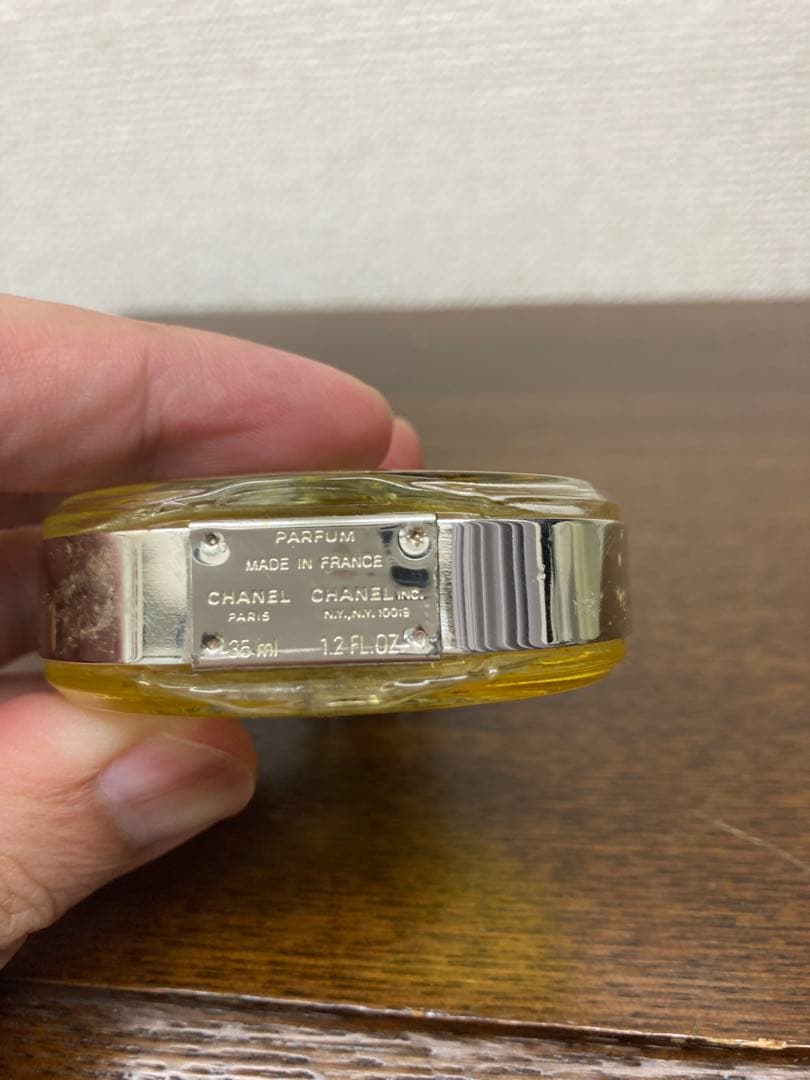 PARFUM
MADE IN FRANCE
CHANEL CHANEL INC.
PARIS N.Y., N.Y. 10019
35 ml 1.2 FL.OZ